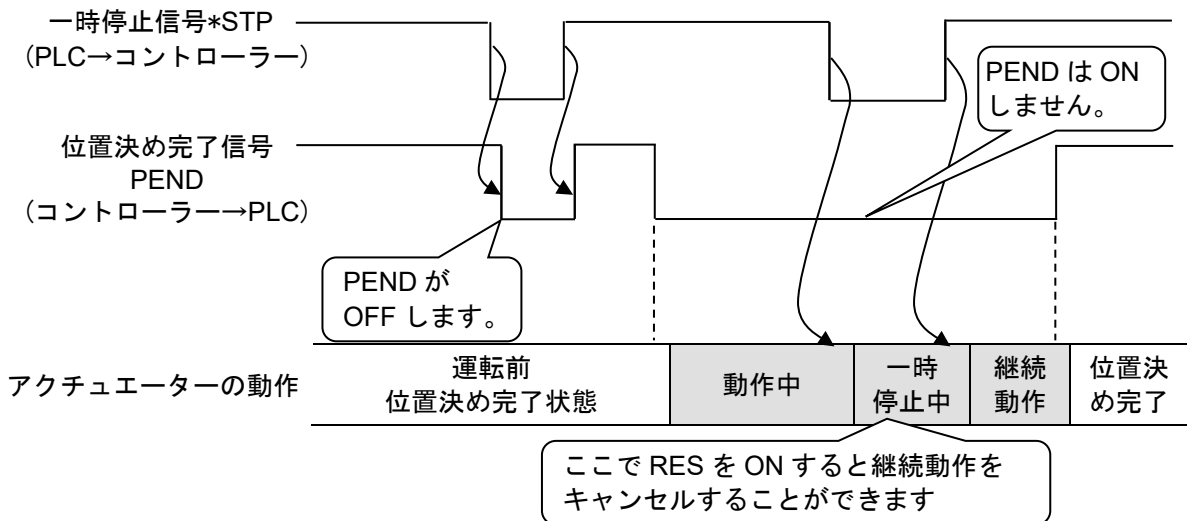 一時停止信号*STP
（PLC→コントローラー）
PEND は ON
しません。
位置決め完了信号
PEND
（コントローラー→PLC）
PEND が
OFF します。
アクチュエーターの動作
運転前
位置決め完了状態
動作中
一時
停止中
継続
動作
位置決
め完了
ここで RES を ON すると継続動作を
キャンセルすることができます